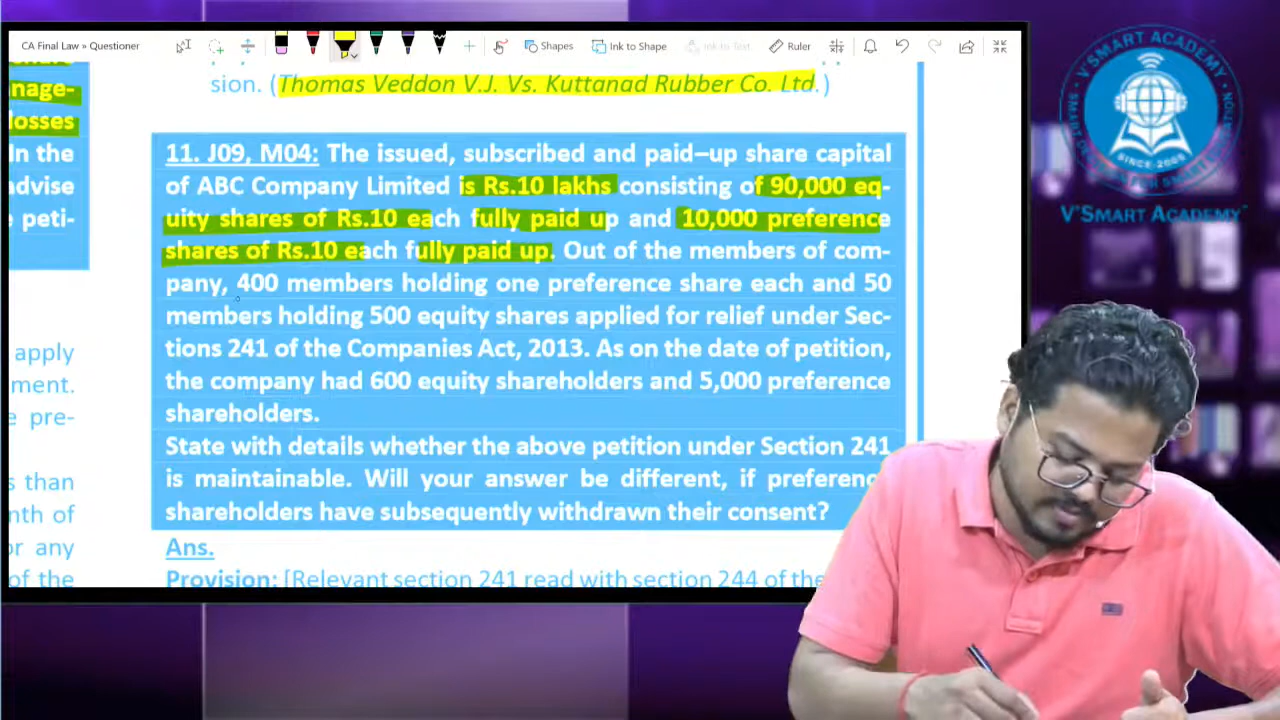 CA Final Law » Questioner
Shapes
Ink to Shape
Ink to Text
Ruler
nage-
losses
In the
advise
e peti-
apply
ment.
e pre-
s than
nth of
or any
of the
sion. (Thomas Veddon V.J. Vs. Kuttanad Rubber Co. Ltd.)
11. J09, M04: The issued, subscribed and paid–up share capital
of ABC Company Limited is Rs.10 lakhs consisting of 90,000 eq-
uity shares of Rs.10 each fully paid up and 10,000 preference
shares of Rs.10 each fully paid up. Out of the members of com-
pany, 400 members holding one preference share each and 50
members holding 500 equity shares applied for relief under Sec-
tions 241 of the Companies Act, 2013. As on the date of petition,
the company had 600 equity shareholders and 5,000 preference
shareholders.
State with details whether the above petition under Section 241
is maintainable. Will your answer be different, if preferenc
shareholders have subsequently withdrawn their consent?
Ans.
Provision: [Relevant section 241 read with section 244 of the
V'SMART ACADEMY
SINCE-2008
V'SMART ACADEMY